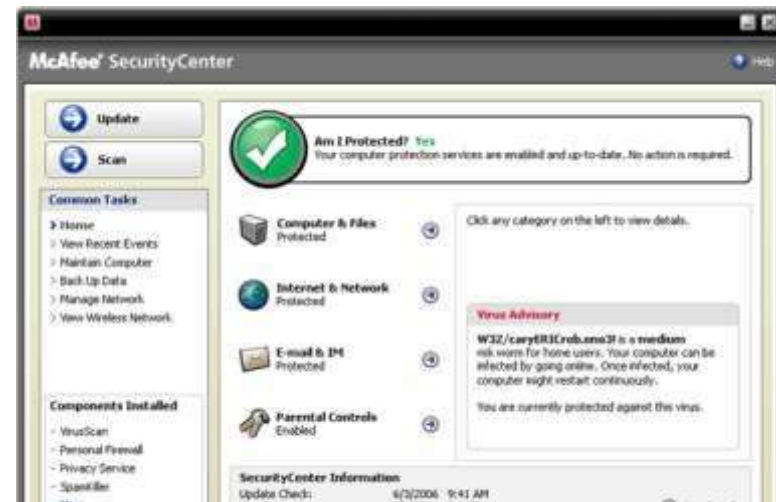 McAfee® SecurityCenter
Help
Update
Scan
Common Tasks
Home
View Recent Events
Maintain Computer
Back Up Data
Manage Network
View Wireless Network
Components Installed
- VirusScan
- Personal Firewall
- Privacy Service
- SpamKiller
Am I Protected? Yes
Your computer protection services are enabled and up-to-date. No action is required.
Computer & Files
Protected
Internet & Network
Protected
E-mail & IM
Protected
Parental Controls
Enabled
Click any category on the left to view details.
Virus Advisory
is a medium
risk worm for home users. Your computer can be
infected by going online. Once infected, your
computer might restart continuously.
You are currently protected against this virus.
SecurityCenter Information
Update Check: 6/3/2006 9:41 AM